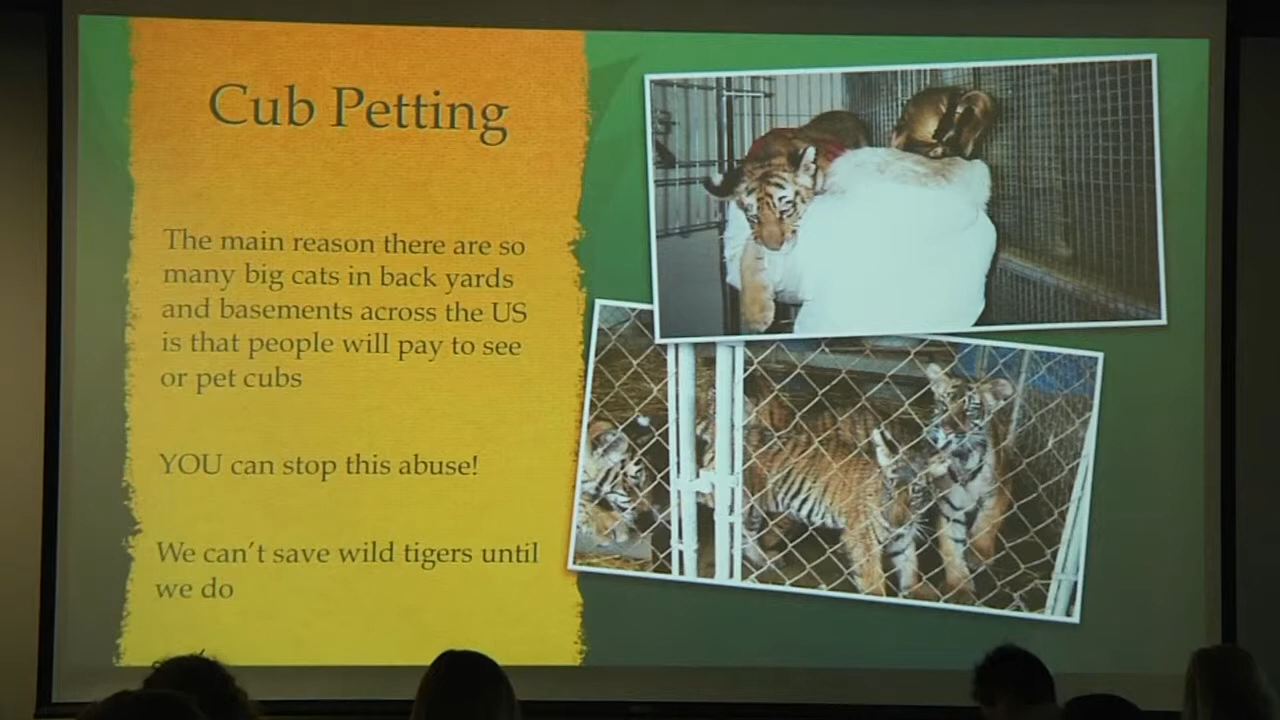 Cub Petting
The main reason there are so
many big cats in back yards
and basements across the US
is that people will pay to see
or pet cubs
YOU can stop this abuse!
We can't save wild tigers until
we do